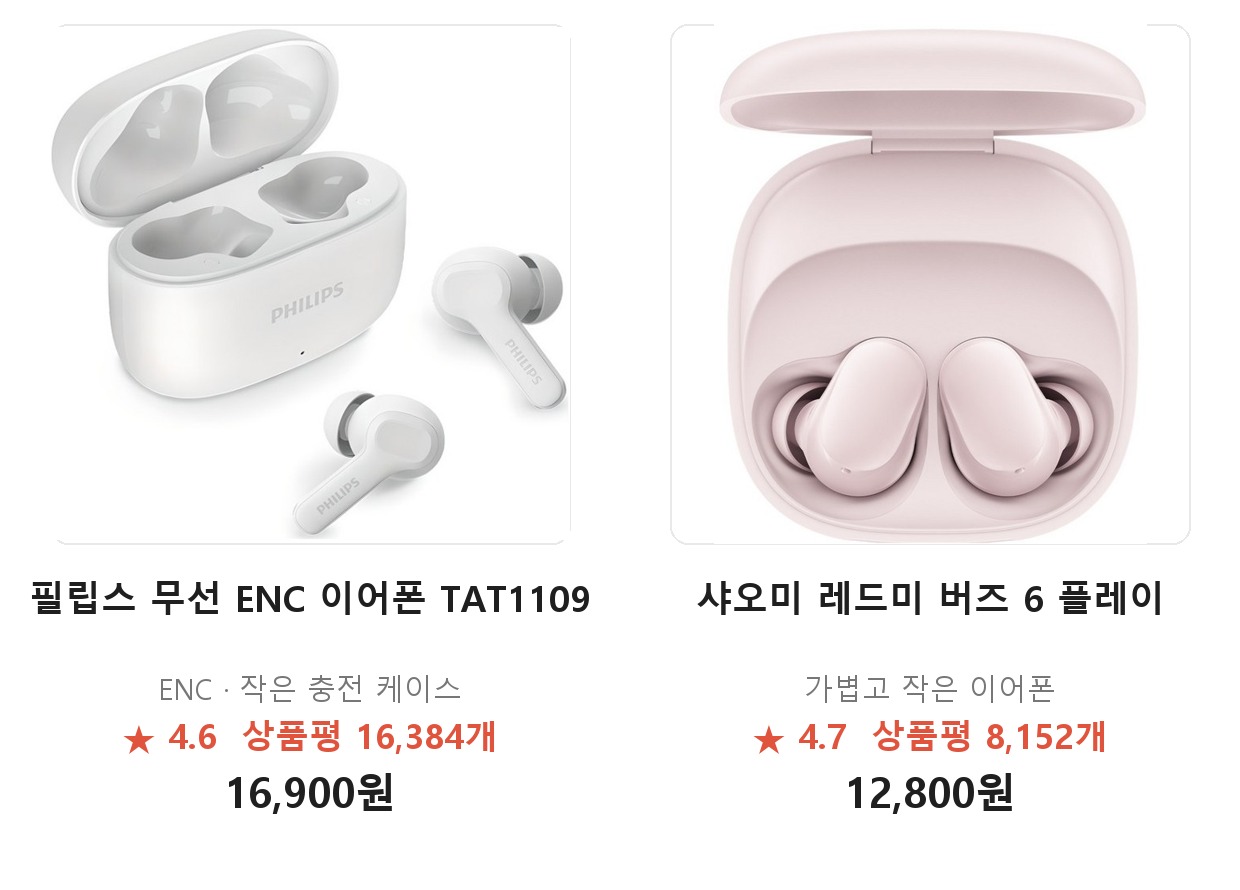 PHILIPS
PHILIPS
PHILIPS
필립스 무선 ENC 이어폰 TAT1109
ENC · 작은 충전 케이스
★ 4.6 상품평 16,384개
16,900원
샤오미 레드미 버즈 6 플레이
가볍고 작은 이어폰
★ 4.7 상품평 8,152개
12,800원